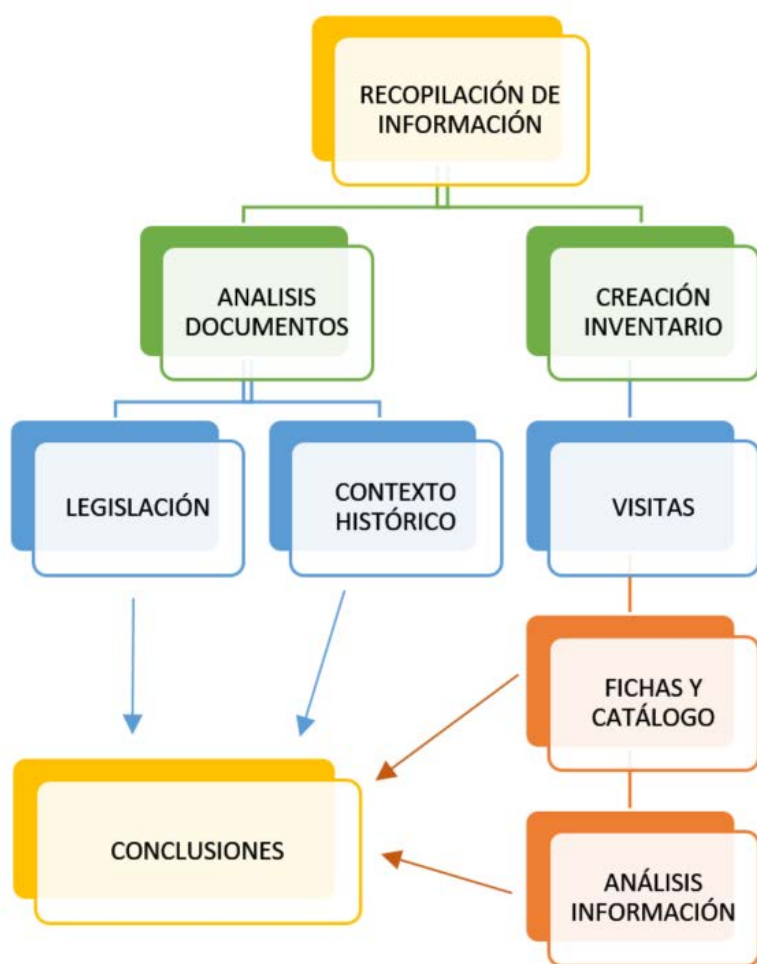 RECOPILACIÓN DE
INFORMACIÓN
ANALISIS
DOCUMENTOS
CREACIÓN
INVENTARIO
LEGISLACIÓN
CONTEXTO
HISTÓRICO
VISITAS
FICHAS Y
CATÁLOGO
CONCLUSIONES
ANÁLISIS
INFORMACIÓN